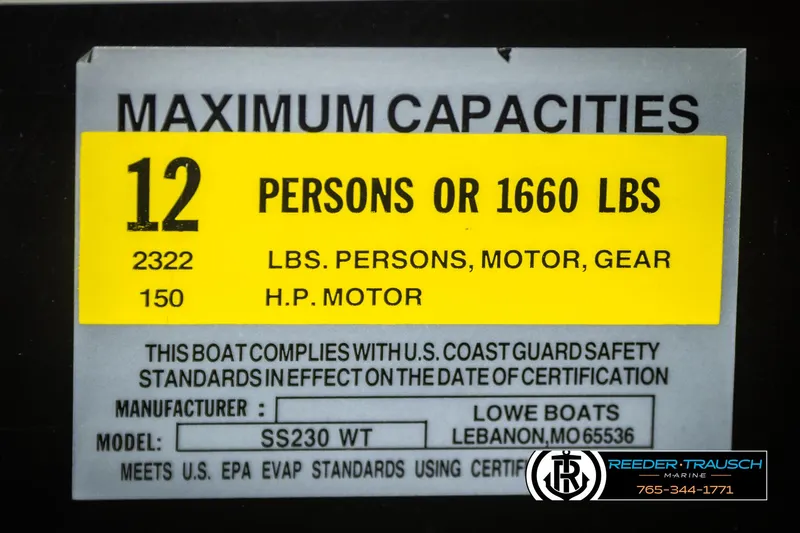 MAXIMUM CAPACITIES
12 PERSONS OR 1660 LBS
2322 LBS. PERSONS, MOTOR, GEAR
150 H.P. MOTOR
THIS BOAT COMPLIES WITH U.S. COAST GUARD SAFETY
STANDARDS IN EFFECT ON THE DATE OF CERTIFICATION
MANUFACTURER : LOWE BOATS
MODEL: SS230 WT LEBANON, MO 65536
MEETS U.S. EPA EVAP STANDARDS USING
REEDER·TRAUSCH
MARINE
765-344-1771